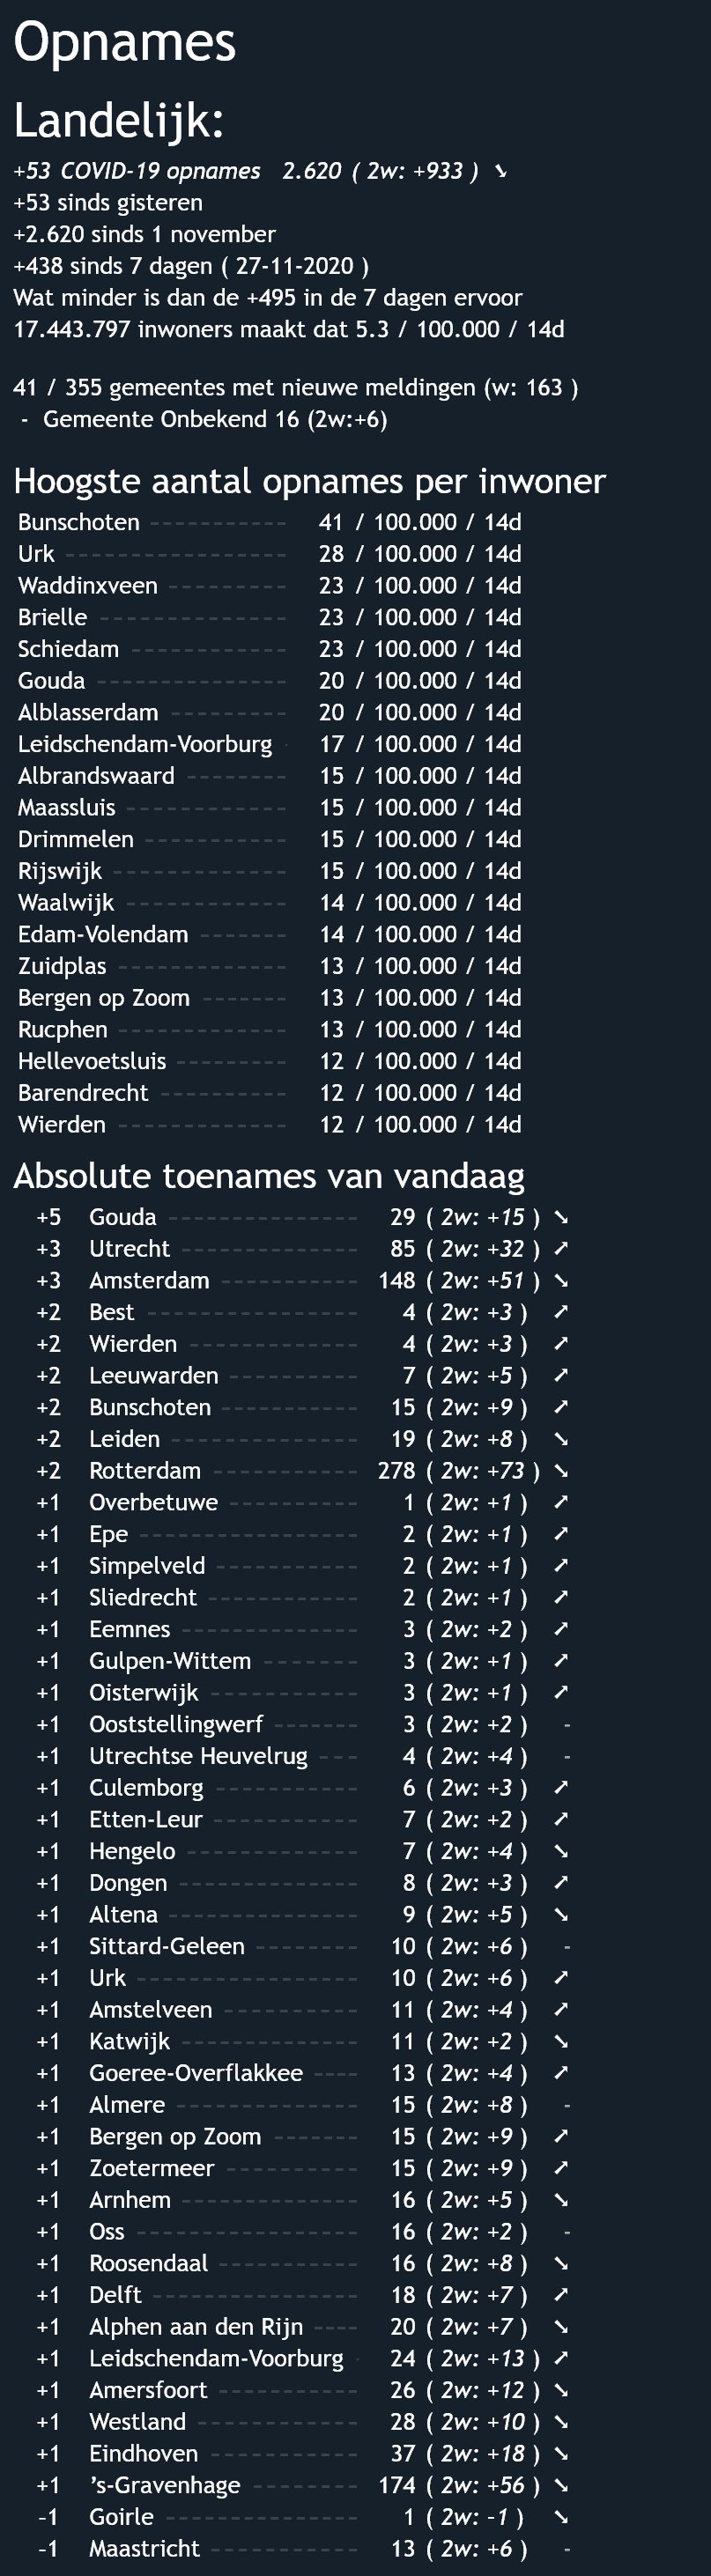 Opnames
Landelijk:
+53 COVID-19 opnames 2.620 ( 2w: +933 ) ➘
+53 sinds gisteren
+2.620 sinds 1 november
+438 sinds 7 dagen ( 27-11-2020 )
Wat minder is dan de +495 in de 7 dagen ervoor
17.443.797 inwoners maakt dat 5.3 / 100.000 / 14d
41 / 355 gemeentes met nieuwe meldingen (w: 163 )
- Gemeente Onbekend 16 (2w:+6)
Hoogste aantal opnames per inwoner
Bunschoten ----------- 41 / 100.000 / 14d
Urk ------------------ 28 / 100.000 / 14d
Waddinxveen --------- 23 / 100.000 / 14d
Brielle --------------- 23 / 100.000 / 14d
Schiedam ------------ 23 / 100.000 / 14d
Gouda --------------- 20 / 100.000 / 14d
Alblasserdam --------- 20 / 100.000 / 14d
Leidschendam-Voorburg - 17 / 100.000 / 14d
Albrandswaard -------- 15 / 100.000 / 14d
Maassluis ------------ 15 / 100.000 / 14d
Drimmelen ----------- 15 / 100.000 / 14d
Rijswijk -------------- 15 / 100.000 / 14d
Waalwijk ------------- 14 / 100.000 / 14d
Edam-Volendam ------- 14 / 100.000 / 14d
Zuidplas ------------- 13 / 100.000 / 14d
Bergen op Zoom ------- 13 / 100.000 / 14d
Rucphen ------------- 13 / 100.000 / 14d
Hellevoetsluis --------- 12 / 100.000 / 14d
Barendrecht ---------- 12 / 100.000 / 14d
Wierden ------------- 12 / 100.000 / 14d
Absolute toenames van vandaag
+5 Gouda --------------- 29 ( 2w: +15 ) ➘
+3 Utrecht -------------- 85 ( 2w: +32 ) ➚
+3 Amsterdam ----------- 148 ( 2w: +51 ) ➘
+2 Best ----------------- 4 ( 2w: +3 ) ➚
+2 Wierden ------------- 4 ( 2w: +3 ) ➚
+2 Leeuwarden ---------- 7 ( 2w: +5 ) ➚
+2 Bunschoten ----------- 15 ( 2w: +9 ) ➚
+2 Leiden --------------- 19 ( 2w: +8 ) ➘
+2 Rotterdam ------------ 278 ( 2w: +73 ) ➘
+1 Overbetuwe ---------- 1 ( 2w: +1 ) ➚
+1 Epe ------------------ 2 ( 2w: +1 ) ➚
+1 Simpelveld ----------- 2 ( 2w: +1 ) ➚
+1 Sliedrecht ------------ 2 ( 2w: +1 ) ➚
+1 Eemnes -------------- 3 ( 2w: +2 ) ➚
+1 Gulpen-Wittem ------- 3 ( 2w: +1 ) ➚
+1 Oisterwijk ------------ 3 ( 2w: +1 ) ➚
+1 Ooststellingwerf ------- 3 ( 2w: +2 ) -
+1 Utrechtse Heuvelrug --- 4 ( 2w: +4 ) -
+1 Culemborg ------------ 6 ( 2w: +3 ) ➚
+1 Etten-Leur ------------ 7 ( 2w: +2 ) ➚
+1 Hengelo -------------- 7 ( 2w: +4 ) ➘
+1 Dongen -------------- 8 ( 2w: +3 ) ➚
+1 Altena --------------- 9 ( 2w: +5 ) ➘
+1 Sittard-Geleen -------- 10 ( 2w: +6 ) -
+1 Urk ------------------ 10 ( 2w: +6 ) ➚
+1 Amstelveen ----------- 11 ( 2w: +4 ) ➚
+1 Katwijk -------------- 11 ( 2w: +2 ) ➘
+1 Goeree-Overflakkee ---- 13 ( 2w: +4 ) ➚
+1 Almere --------------- 15 ( 2w: +8 ) -
+1 Bergen op Zoom ------- 15 ( 2w: +9 ) ➚
+1 Zoetermeer ----------- 15 ( 2w: +9 ) ➚
+1 Arnhem ------------- 16 ( 2w: +5 ) ➘
+1 Oss ------------------ 16 ( 2w: +2 ) -
+1 Roosendaal ----------- 16 ( 2w: +8 ) ➘
+1 Delft ----------------- 18 ( 2w: +7 ) ➚
+1 Alphen aan den Rijn ---- 20 ( 2w: +7 ) ➘
+1 Leidschendam-Voorburg - 24 ( 2w: +13 ) ➚
+1 Amersfoort ----------- 26 ( 2w: +12 ) ➘
+1 Westland ------------- 28 ( 2w: +10 ) ➘
+1 Eindhoven ------------ 37 ( 2w: +18 ) ➘
+1 's-Gravenhage -------- 174 ( 2w: +56 ) ➘
-1 Goirle --------------- 1 ( 2w: -1 ) ➘
-1 Maastricht ------------ 13 ( 2w: +6 ) -